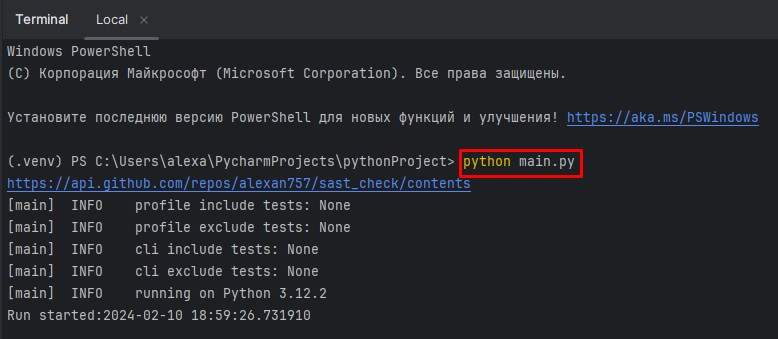 Terminal Local ×
Windows PowerShell
(C) Корпорация Майкрософт (Microsoft Corporation). Все права защищены.
Установите последнюю версию PowerShell для новых функций и улучшения! https://aka.ms/PSWindows
(.venv) PS C:\Users\alexa\PycharmProjects\pythonProject> python main.py
https://api.github.com/repos/alexan757/sast_check/contents
[main]  INFO    profile include tests: None
[main]  INFO    profile exclude tests: None
[main]  INFO    cli include tests: None
[main]  INFO    cli exclude tests: None
[main]  INFO    running on Python 3.12.2
Run started:2024-02-10 18:59:26.731910